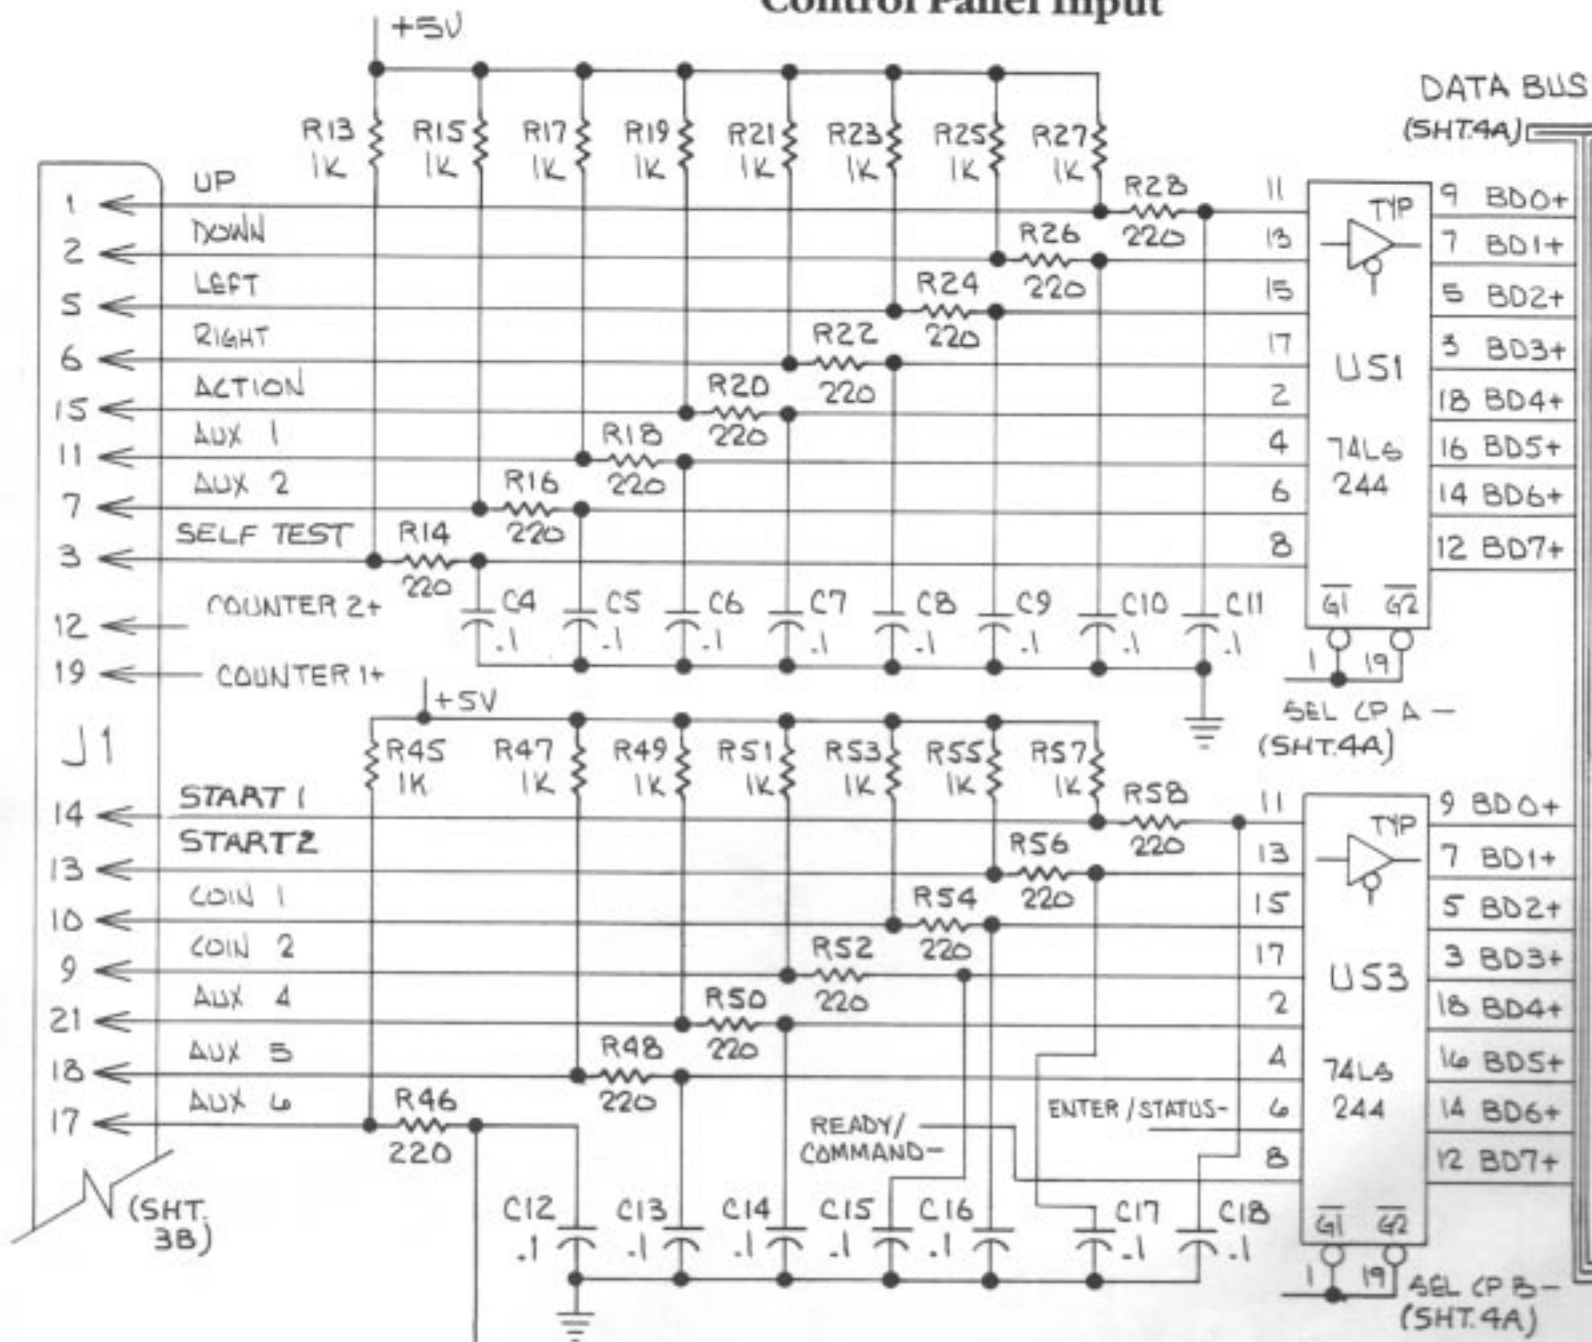 Control Panel Input
+5V
DATA BUS
(SHT.4A)
R13 R15 R17 R19 R21 R23 R25 R27
1K 1K 1K 1K 1K 1K 1K 1K
1 UP R28 220 11 9 BD0+
TYP
2 DOWN R26 220 13 7 BD1+
5 LEFT R24 220 15 5 BD2+
6 RIGHT R22 220 17 3 BD3+
U51
15 ACTION R20 220 2 18 BD4+
11 AUX 1 R18 220 4 16 BD5+
74LS
244
7 AUX 2 R16 220 6 14 BD6+
3 SELF TEST R14 220 8 12 BD7+
C4 C5 C6 C7 C8 C9 C10 C11
.1 .1 .1 .1 .1 .1 .1 .1
G1 G2
12 COUNTER 2+
19 COUNTER 1+
1 19
SEL CP A -
(SHT.4A)
+5V
J1
R45 R47 R49 R51 R53 R55 R57
1K 1K 1K 1K 1K 1K 1K
14 START 1 R58 220 11 9 BD0+
TYP
13 START 2 R56 220 13 7 BD1+
10 COIN 1 R54 220 15 5 BD2+
9 COIN 2 R52 220 17 3 BD3+
U53
21 AUX 4 R50 220 2 18 BD4+
18 AUX 5 R48 220 4 16 BD5+
74LS
244
17 AUX 6 R46 220
ENTER/STATUS- 6 14 BD6+
READY/
COMMAND-
8 12 BD7+
(SHT.
3B)
C12 C13 C14 C15 C16 C17 C18
.1 .1 .1 .1 .1 .1 .1
G1 G2
1 19
SEL CP B -
(SHT.4A)